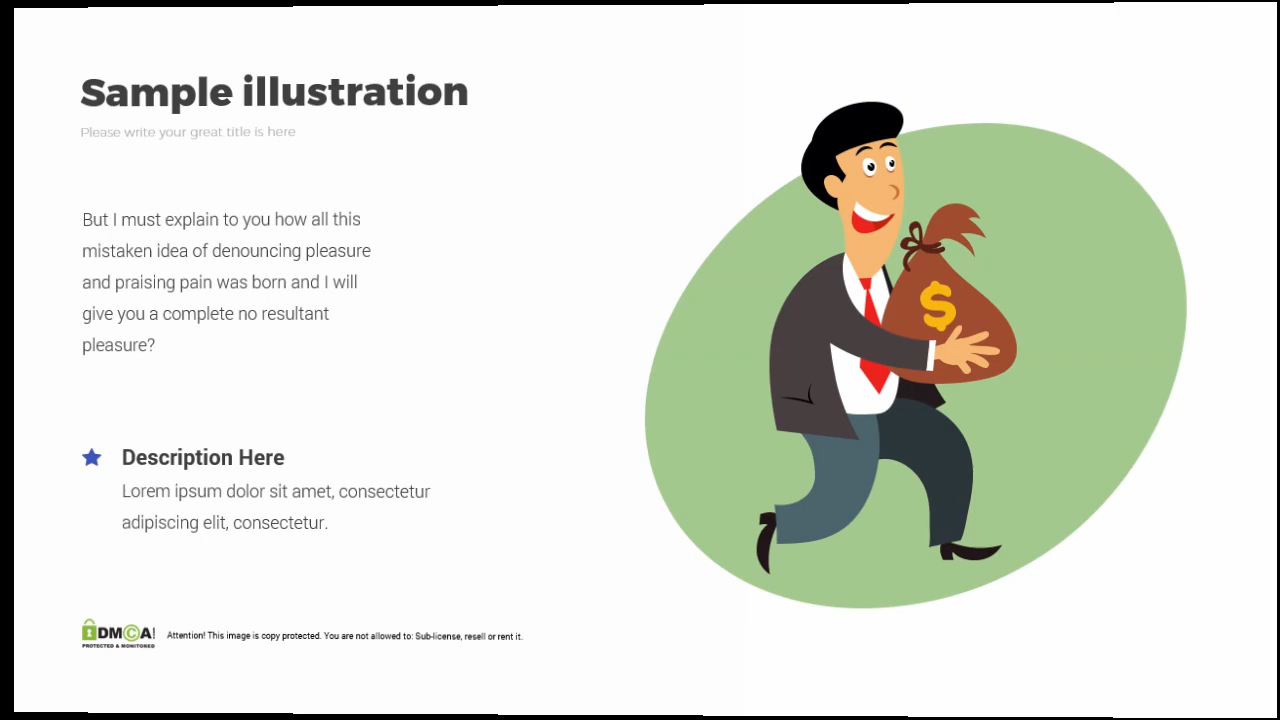 Sample illustration
Please write your great title is here
But I must explain to you how all this
mistaken idea of denouncing pleasure
and praising pain was born and I will
give you a complete no resultant
pleasure?
Description Here
Lorem ipsum dolor sit amet, consectetur
adipiscing elit, consectetur.
$
DMCA
PROTECTED & MONITORED
Attention! This image is copy protected. You are not allowed to: Sub-license, resell or rent it.